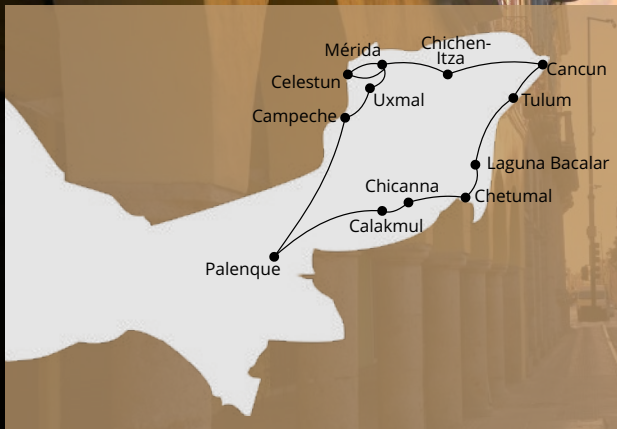 Mérida
Chichen-
Itza
Cancun
Celestun
Uxmal
Tulum
Campeche
Laguna Bacalar
Chicanna
Chetumal
Calakmul
Palenque